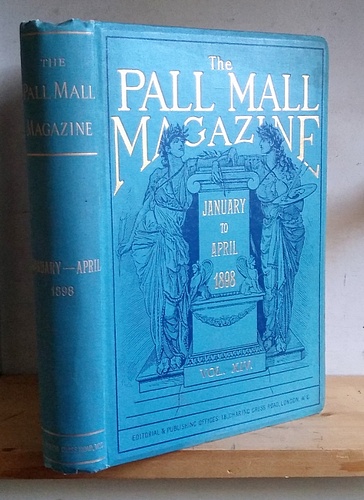 THE
PALL MALL
MAGAZINE
JANUARY—APRIL
1898
The
PALL MALL
MAGAZINE
JANUARY
TO
APRIL
1898
VOL. XIV.
EDITORIAL & PUBLISHING OFFICES: 18, CHARING CROSS ROAD, LONDON, W.C.